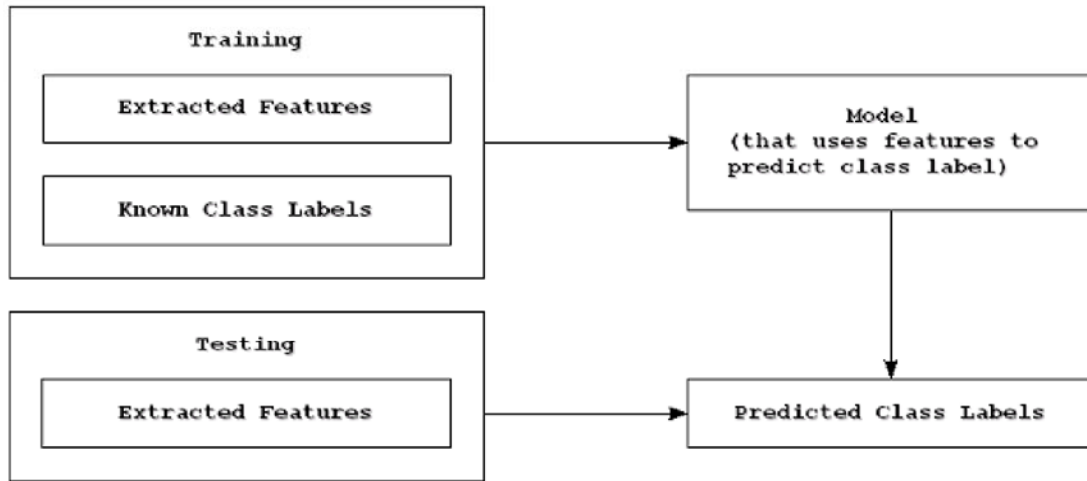 Training
Extracted Features
Known Class Labels
Model
(that uses features to
predict class label)
Testing
Extracted Features
Predicted Class Labels